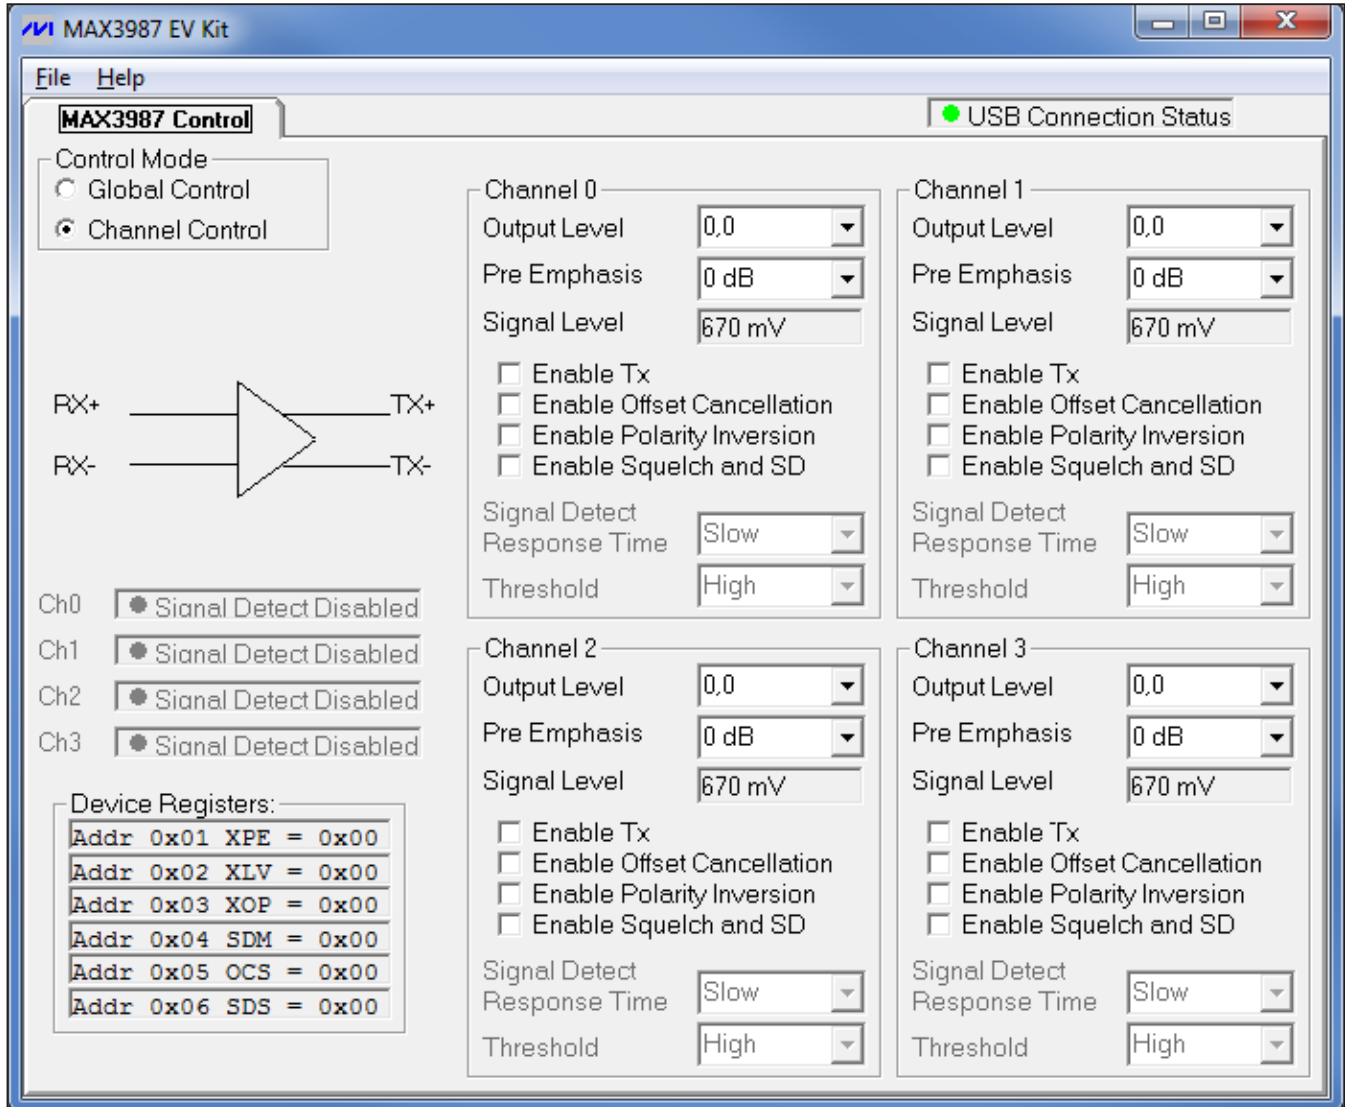 MAX3987 EV Kit
File Help
MAX3987 Control
USB Connection Status
Control Mode
Global Control
Channel Control
RX+ TX+
RX- TX-
Ch0 Signal Detect Disabled
Ch1 Signal Detect Disabled
Ch2 Signal Detect Disabled
Ch3 Signal Detect Disabled
Device Registers:
Addr 0x01 XPE = 0x00
Addr 0x02 XLV = 0x00
Addr 0x03 XOP = 0x00
Addr 0x04 SDM = 0x00
Addr 0x05 OCS = 0x00
Addr 0x06 SDS = 0x00
Channel 0
Output Level 0,0
Pre Emphasis 0 dB
Signal Level 670 mV
Enable Tx
Enable Offset Cancellation
Enable Polarity Inversion
Enable Squelch and SD
Signal Detect
Response Time Slow
Threshold High
Channel 1
Output Level 0,0
Pre Emphasis 0 dB
Signal Level 670 mV
Enable Tx
Enable Offset Cancellation
Enable Polarity Inversion
Enable Squelch and SD
Signal Detect
Response Time Slow
Threshold High
Channel 2
Output Level 0,0
Pre Emphasis 0 dB
Signal Level 670 mV
Enable Tx
Enable Offset Cancellation
Enable Polarity Inversion
Enable Squelch and SD
Signal Detect
Response Time Slow
Threshold High
Channel 3
Output Level 0,0
Pre Emphasis 0 dB
Signal Level 670 mV
Enable Tx
Enable Offset Cancellation
Enable Polarity Inversion
Enable Squelch and SD
Signal Detect
Response Time Slow
Threshold High